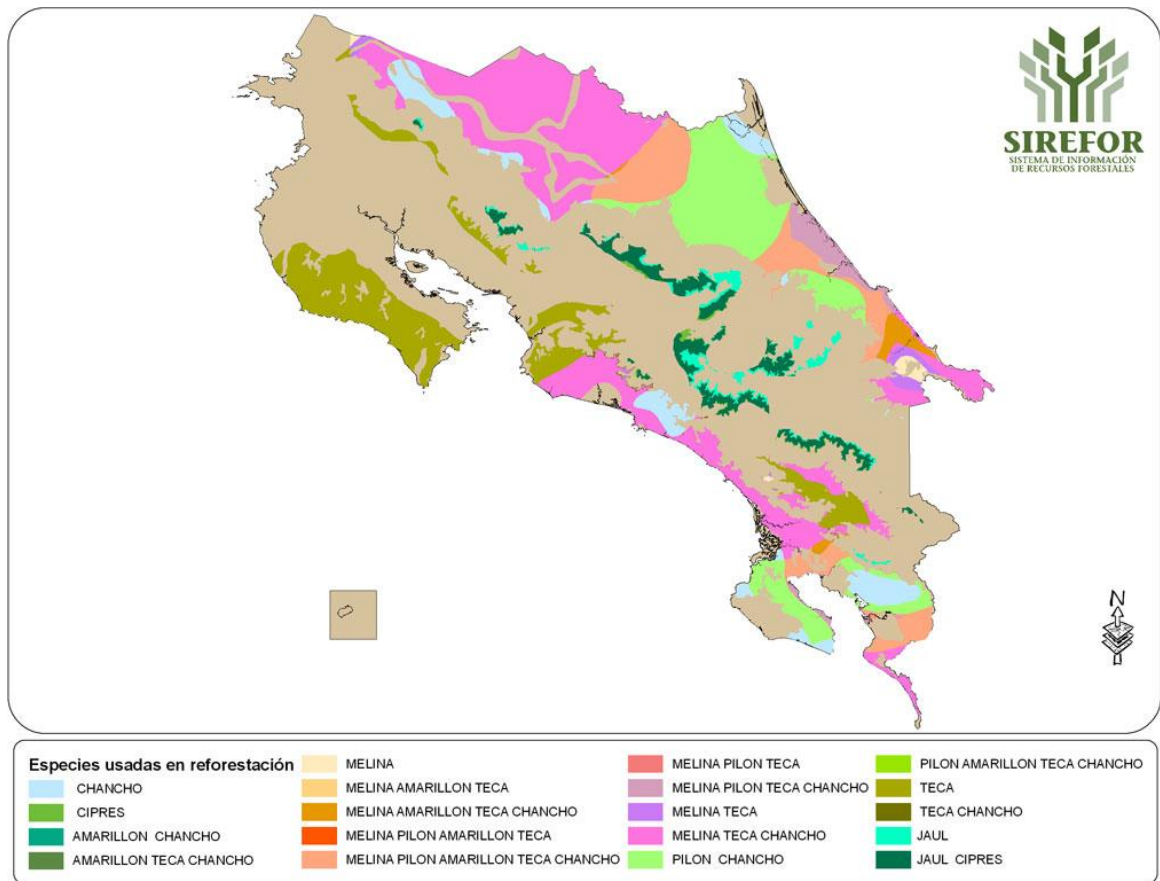 SIREFOR
SISTEMA DE INFORMACIÓN
DE RECURSOS FORESTALES
N
Especies usadas en reforestación
CHANCHO
CIPRES
AMARILLON CHANCHO
AMARILLON TECA CHANCHO
MELINA
MELINA AMARILLON TECA
MELINA AMARILLON TECA CHANCHO
MELINA PILON AMARILLON TECA
MELINA PILON AMARILLON TECA CHANCHO
MELINA PILON TECA
MELINA PILON TECA CHANCHO
MELINA TECA
MELINA TECA CHANCHO
PILON CHANCHO
PILON AMARILLON TECA CHANCHO
TECA
TECA CHANCHO
JAUL
JAUL CIPRES